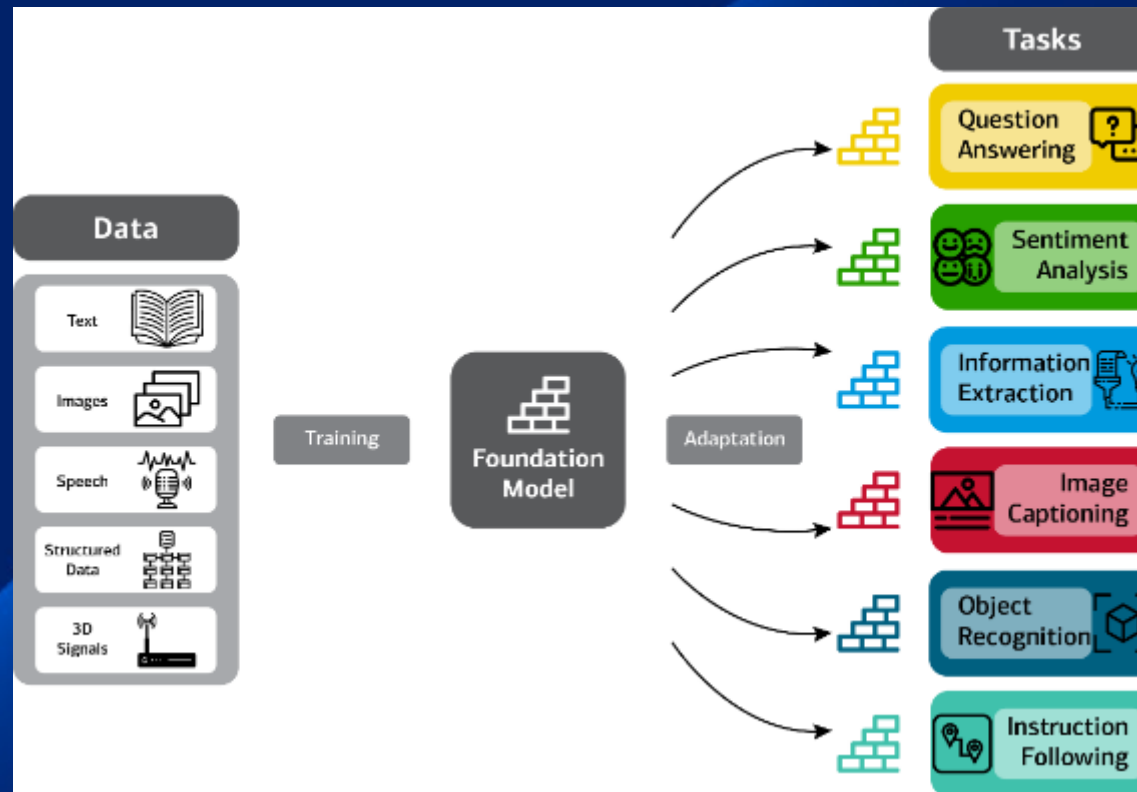 Data
Text
Images
Speech
Structured
Data
3D
Signals
Training
Foundation
Model
Adaptation
Tasks
Question
Answering
Sentiment
Analysis
Information
Extraction
Image
Captioning
Object
Recognition
Instruction
Following